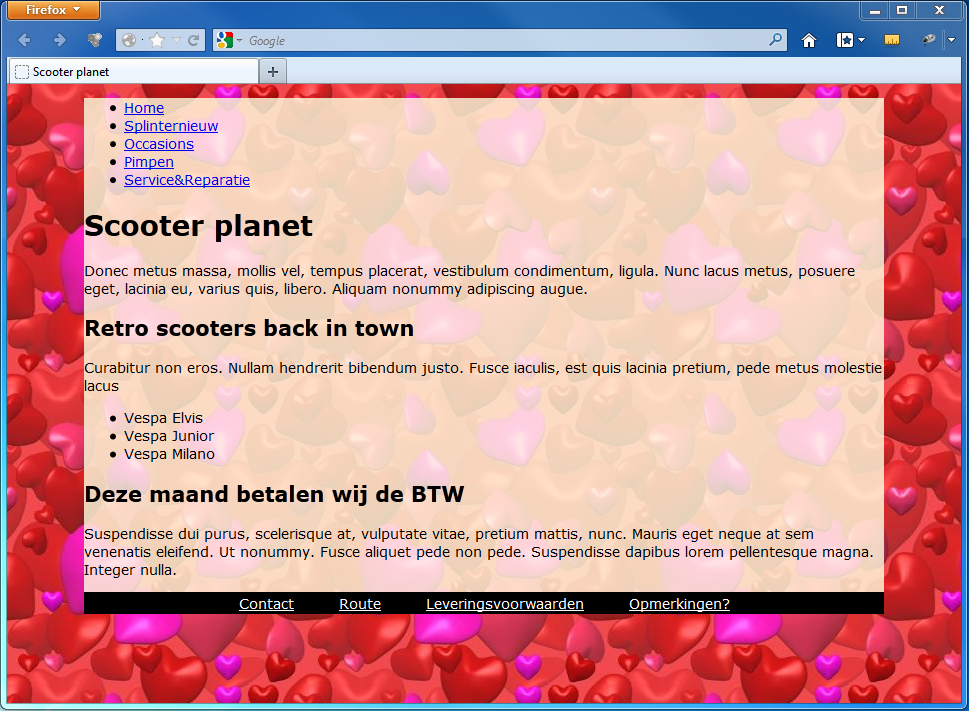 Firefox
Google
Scooter planet
Home
Splinternieuw
Occasions
Pimpen
Service&Reparatie
Scooter planet
Donec metus massa, mollis vel, tempus placerat, vestibulum condimentum, ligula. Nunc lacus metus, posuere
eget, lacinia eu, varius quis, libero. Aliquam nonummy adipiscing augue.
Retro scooters back in town
Curabitur non eros. Nullam hendrerit bibendum justo. Fusce iaculis, est quis lacinia pretium, pede metus molestie
lacus
Vespa Elvis
Vespa Junior
Vespa Milano
Deze maand betalen wij de BTW
Suspendisse dui purus, scelerisque at, vulputate vitae, pretium mattis, nunc. Mauris eget neque at sem
venenatis eleifend. Ut nonummy. Fusce aliquet pede non pede. Suspendisse dapibus lorem pellentesque magna.
Integer nulla.
Contact Route Leveringsvoorwaarden Opmerkingen?